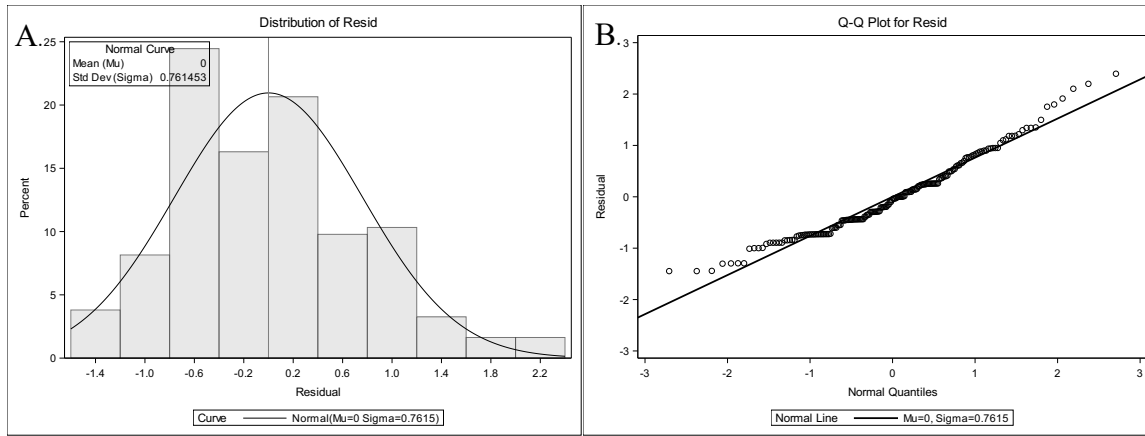 A.
Distribution of Resid
Normal Curve
Mean (Mu) 0
Std Dev (Sigma) 0.761453
25
20
15
10
5
0
Percent
-1.4 -1.0 -0.6 -0.2 0.2 0.6 1.0 1.4 1.8 2.2
Residual
Curve Normal(Mu=0 Sigma=0.7615)
B.
Q-Q Plot for Resid
3
2
1
0
-1
-2
-3
Residual
-3 -2 -1 0 1 2 3
Normal Quantiles
Normal Line Mu=0, Sigma=0.7615